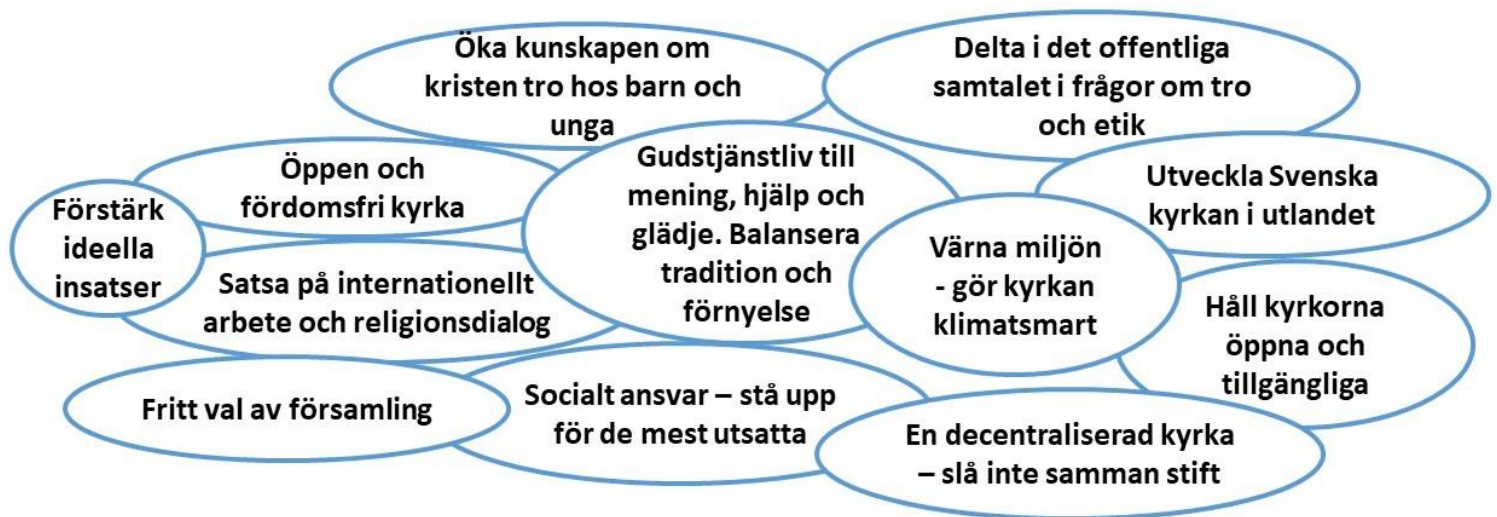 Öka kunskapen om
kristen tro hos barn och
unga
Delta i det offentliga
samtalet i frågor om tro
och etik
Öppen och
fördomsfri kyrka
Gudstjänstliv till
mening, hjälp och
glädje. Balansera
tradition och
förnyelse
Utveckla Svenska
kyrkan i utlandet
Förstärk
ideella
insatser
Värna miljön
- gör kyrkan
klimatsmart
Satsa på internationellt
arbete och religionsdialog
Håll kyrkorna
öppna och
tillgängliga
Fritt val av församling
Socialt ansvar – stå upp
för de mest utsatta
En decentraliserad kyrka
– slå inte samman stift